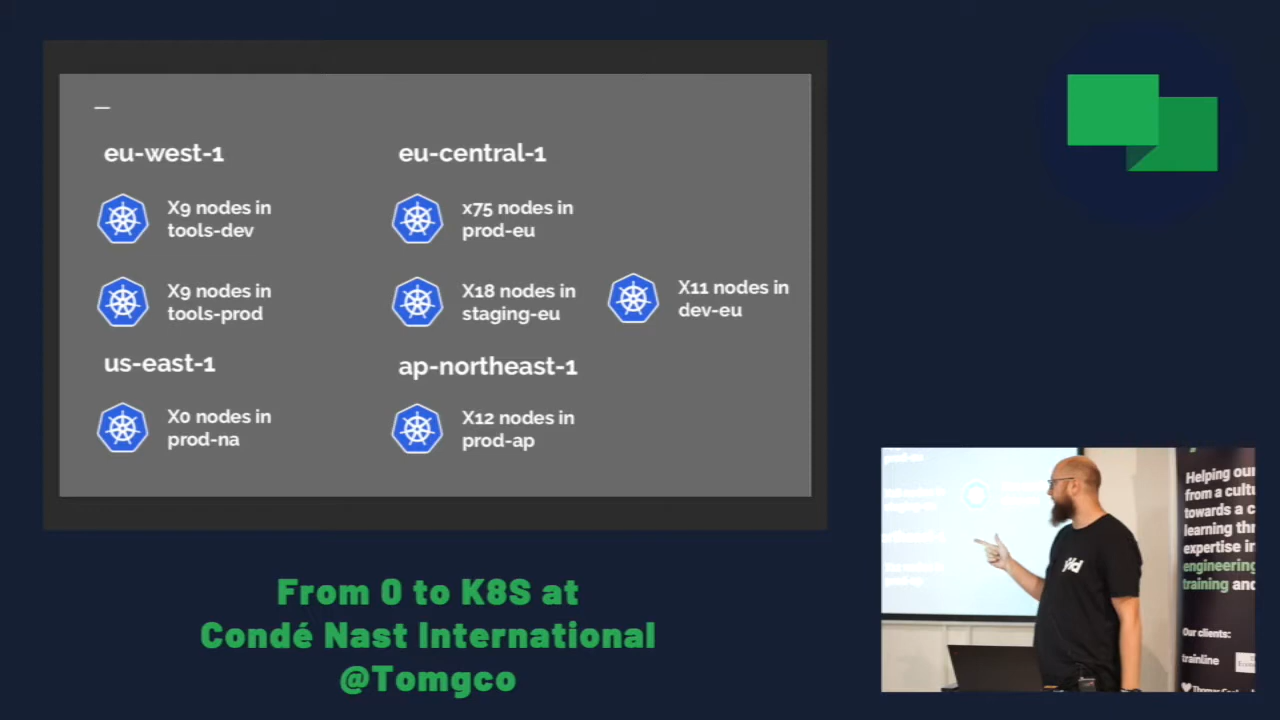 eu-west-1
X9 nodes in
tools-dev
X9 nodes in
tools-prod
us-east-1
X0 nodes in
prod-na
eu-central-1
x75 nodes in
prod-eu
X18 nodes in
staging-eu
X11 nodes in
dev-eu
ap-northeast-1
X12 nodes in
prod-ap
From 0 to K8S at
Condé Nast International
@Tomgco
yld
Helping our
from a cultu
towards a c
learning thr
expertise in
engineering
training and
Our clients:
trainline